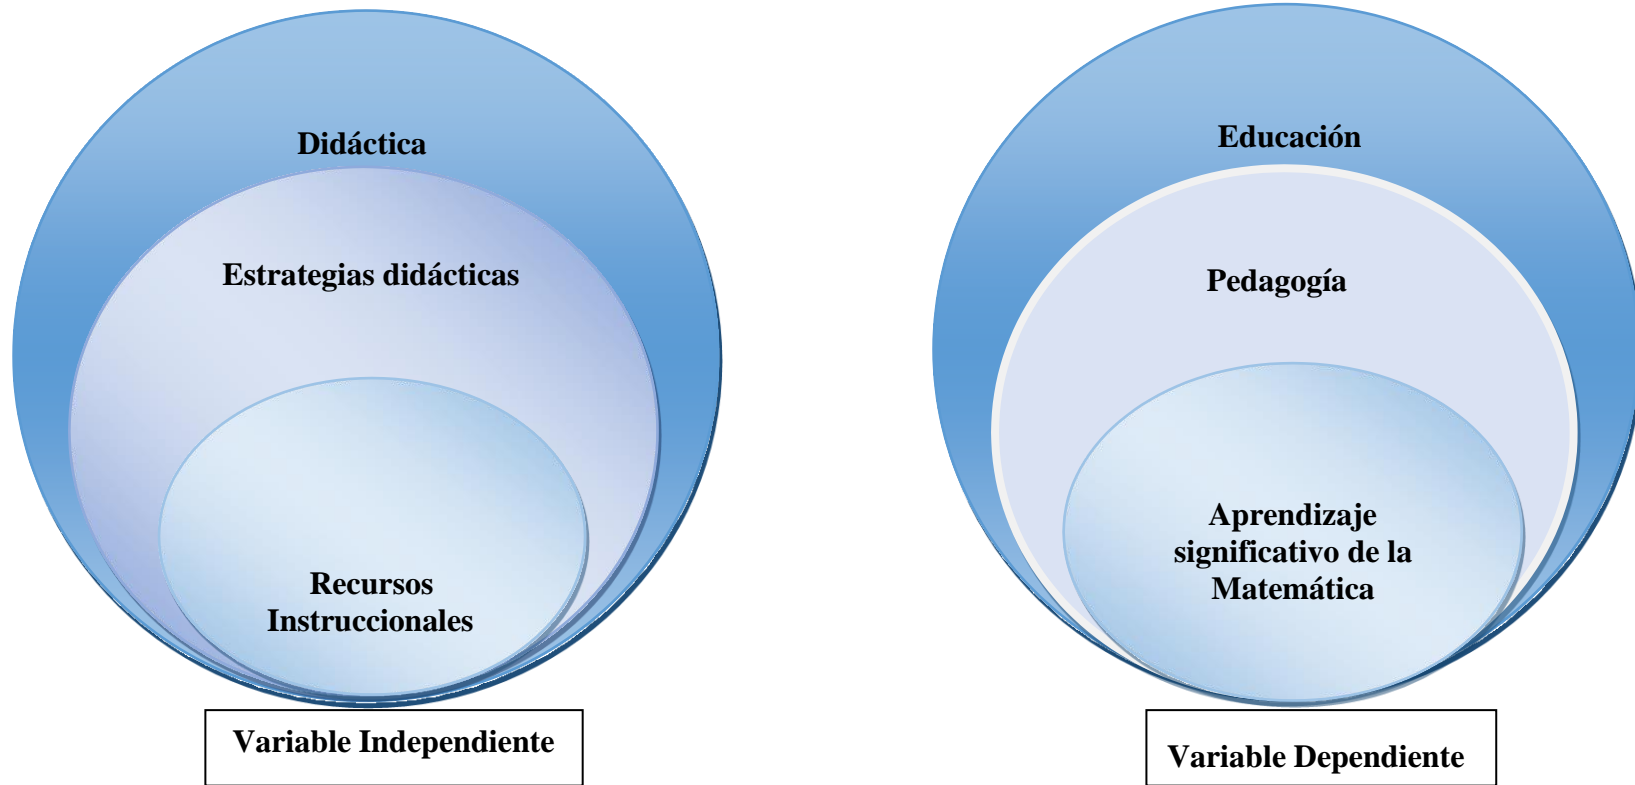 Didáctica
Estrategias didácticas
Recursos
Instruccionales
Variable Independiente
Educación
Pedagogía
Aprendizaje
significativo de la
Matemática
Variable Dependiente